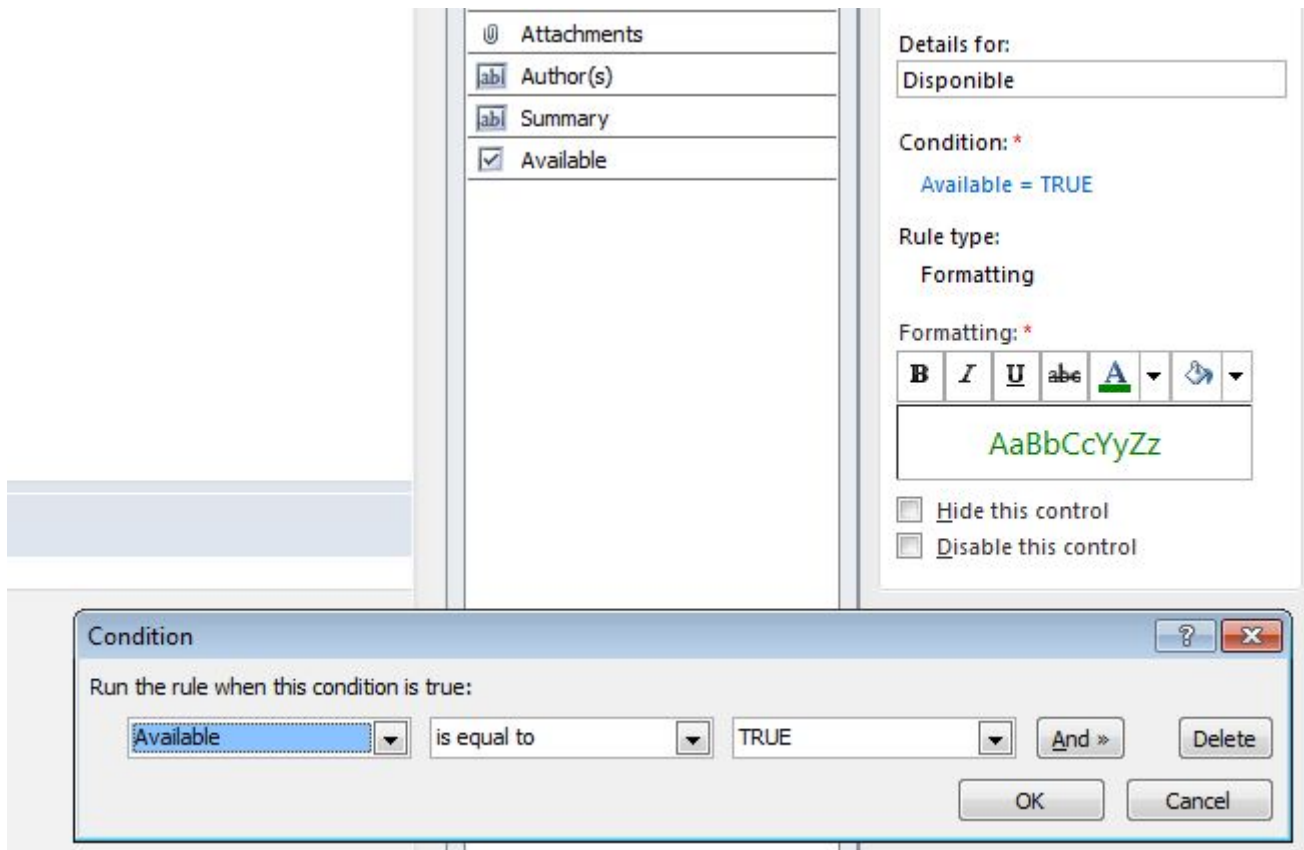 Attachments
abl Author(s)
abl Summary
Available
Details for:
Disponible
Condition: *
Available = TRUE
Rule type:
Formatting
Formatting: *
B I U abc A
AaBbCcYyZz
Hide this control
Disable this control
Condition
?
Run the rule when this condition is true:
Available is equal to TRUE And » Delete
OK Cancel